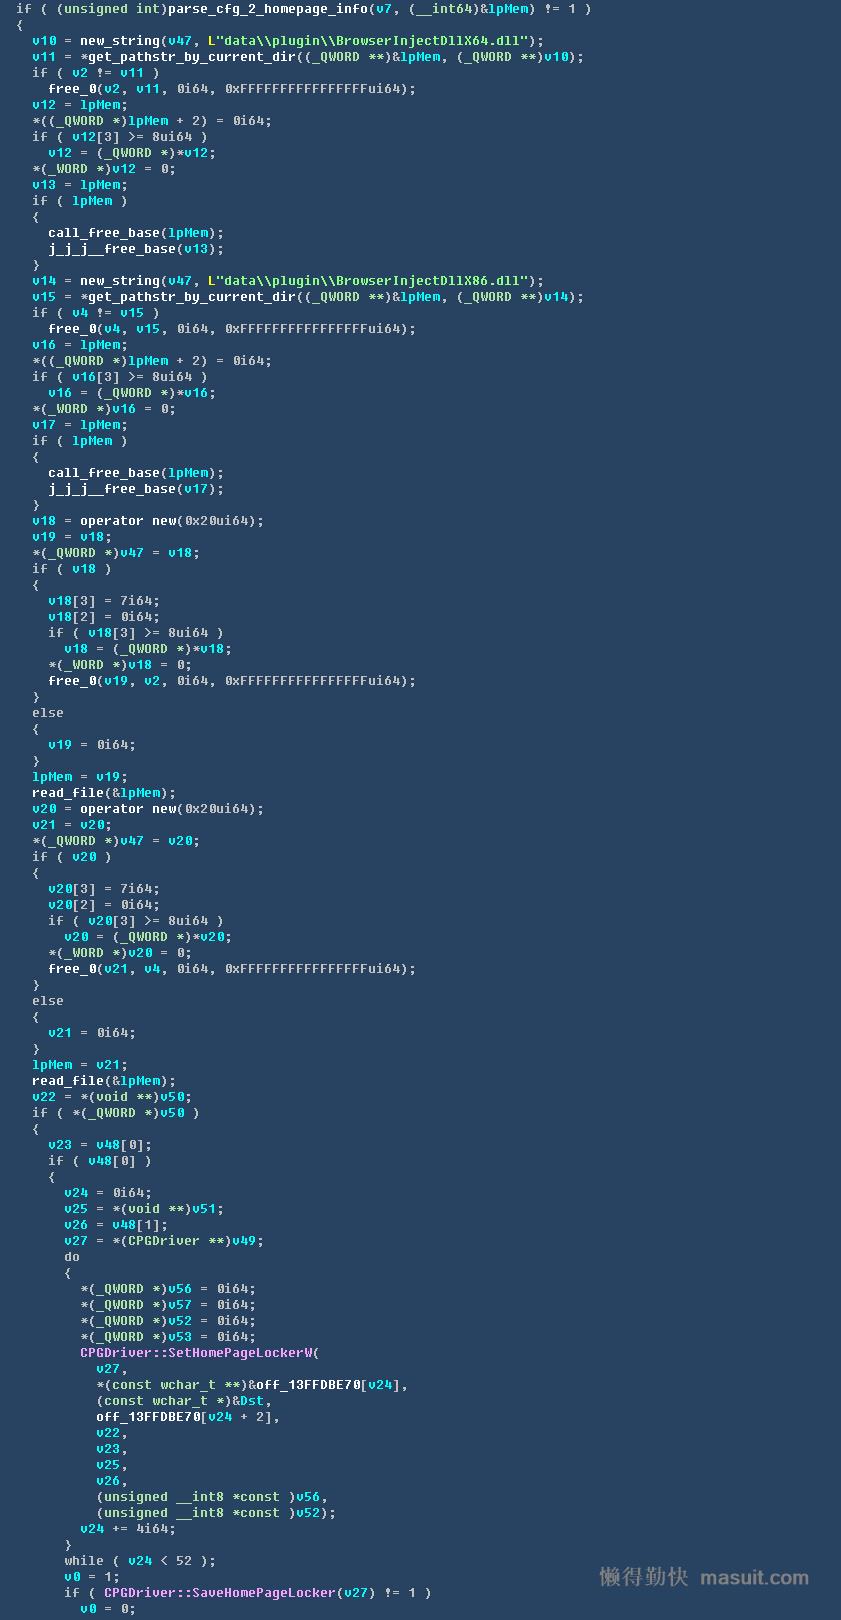 if ( (unsigned int)parse_cfg_2_homepage_info(v7, (__int64)&lpMem) != 1 )
{
v10 = new_string(v47, L"data\\plugin\\BrowserInjectDllX64.dll");
v11 = *get_pathstr_by_current_dir((_QWORD **)&lpMem, (_QWORD **)v10);
if ( v2 != v11 )
free_0(v2, v11, 0i64, 0xFFFFFFFFFFFFFFFFui64);
v12 = lpMem;
*((_QWORD *)lpMem + 2) = 0i64;
if ( v12[3] >= 8ui64 )
v12 = (_QWORD *)*v12;
*(_WORD *)v12 = 0;
v13 = lpMem;
if ( lpMem )
{
call_free_base(lpMem);
j_j_j__free_base(v13);
}
v14 = new_string(v47, L"data\\plugin\\BrowserInjectDllX86.dll");
v15 = *get_pathstr_by_current_dir((_QWORD **)&lpMem, (_QWORD **)v14);
if ( v4 != v15 )
free_0(v4, v15, 0i64, 0xFFFFFFFFFFFFFFFFui64);
v16 = lpMem;
*((_QWORD *)lpMem + 2) = 0i64;
if ( v16[3] >= 8ui64 )
v16 = (_QWORD *)*v16;
*(_WORD *)v16 = 0;
v17 = lpMem;
if ( lpMem )
{
call_free_base(lpMem);
j_j_j__free_base(v17);
}
v18 = operator new(0x20ui64);
v19 = v18;
*(_QWORD *)v47 = v18;
if ( v18 )
{
v18[3] = 7i64;
v18[2] = 0i64;
if ( v18[3] >= 8ui64 )
v18 = (_QWORD *)*v18;
*(_WORD *)v18 = 0;
free_0(v19, v2, 0i64, 0xFFFFFFFFFFFFFFFFui64);
}
else
{
v19 = 0i64;
}
lpMem = v19;
read_file(&lpMem);
v20 = operator new(0x20ui64);
v21 = v20;
*(_QWORD *)v47 = v20;
if ( v20 )
{
v20[3] = 7i64;
v20[2] = 0i64;
if ( v20[3] >= 8ui64 )
v20 = (_QWORD *)*v20;
*(_WORD *)v20 = 0;
free_0(v21, v4, 0i64, 0xFFFFFFFFFFFFFFFFui64);
}
else
{
v21 = 0i64;
}
lpMem = v21;
read_file(&lpMem);
v22 = *(void **)v50;
if ( *(_QWORD *)v50 )
{
v23 = v48[0];
if ( v48[0] )
{
v24 = 0i64;
v25 = *(void **)v51;
v26 = v48[1];
v27 = *(CPGDriver **)v49;
do
{
*(_QWORD *)v56 = 0i64;
*(_QWORD *)v57 = 0i64;
*(_QWORD *)v52 = 0i64;
*(_QWORD *)v53 = 0i64;
CPGDriver::SetHomePageLockerW(
v27,
*(const wchar_t **)&off_13FFDBE70[v24],
(const wchar_t *)&Dst,
off_13FFDBE70[v24 + 2],
v22,
v23,
v25,
v26,
(unsigned __int8 *const )v56,
(unsigned __int8 *const )v52);
v24 += 4i64;
}
while ( v24 < 52 );
v0 = 1;
if ( CPGDriver::SaveHomePageLocker(v27) != 1 )
v0 = 0;
懒得勤快 masuit.com